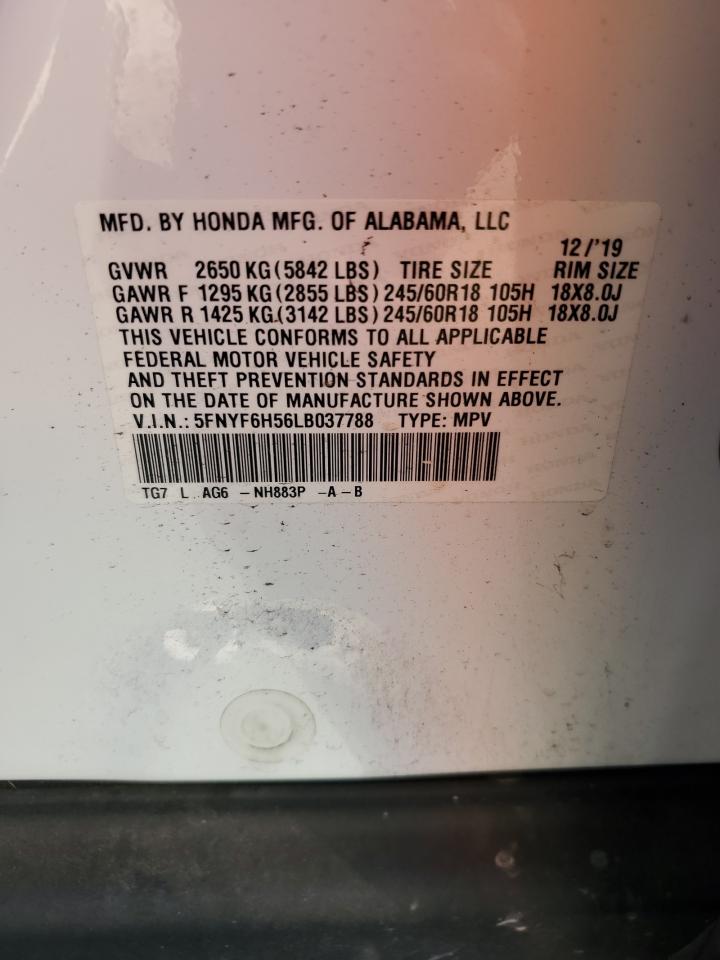 MFD. BY HONDA MFG. OF ALABAMA, LLC
12/'19
GVWR 2650 KG (5842 LBS) TIRE SIZE RIM SIZE
GAWR F 1295 KG (2855 LBS) 245/60R18 105H 18X8.0J
GAWR R 1425 KG (3142 LBS) 245/60R18 105H 18X8.0J
THIS VEHICLE CONFORMS TO ALL APPLICABLE
FEDERAL MOTOR VEHICLE SAFETY
AND THEFT PREVENTION STANDARDS IN EFFECT
ON THE DATE OF MANUFACTURE SHOWN ABOVE.
V.I.N.: 5FNYF6H56LB037788 TYPE: MPV
TG7 L AG6 -NH883P -A-B